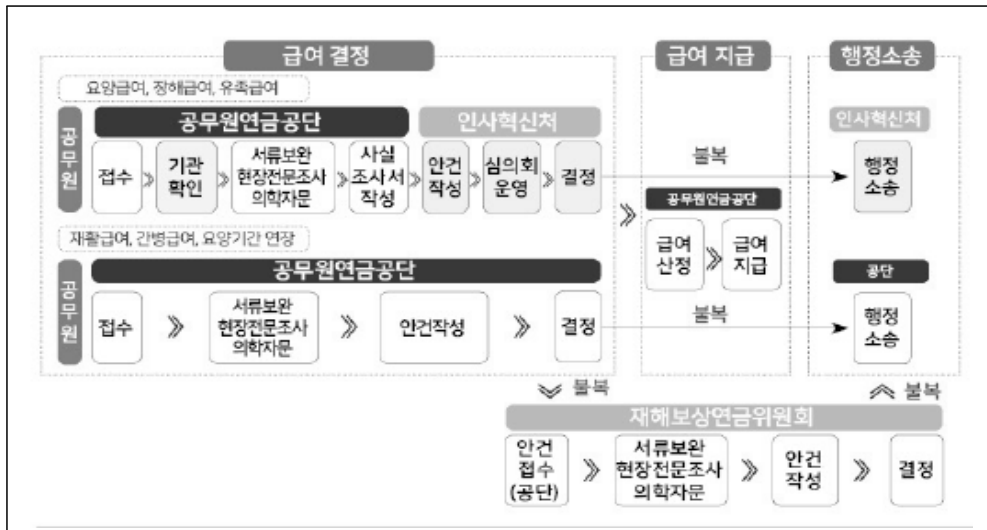 급여 결정
급여 지급
행정소송
요양급여, 장해급여, 유족급여
공무원
공무원연금공단
인사혁신처
접수
기관
확인
서류보완
현장전문조사
의학자문
사실
조사서
작성
안건
작성
심의회
운영
결정
불복
인사혁신처
행정
소송
공무원연금공단
급여
산정
급여
지급
재활급여, 간병급여, 요양기간 연장
공무원
공무원연금공단
접수
서류보완
현장전문조사
의학자문
안건작성
결정
불복
공단
행정
소송
불복
불복
재해보상연금위원회
안건
접수
(공단)
서류보완
현장전문조사
의학자문
안건
작성
결정